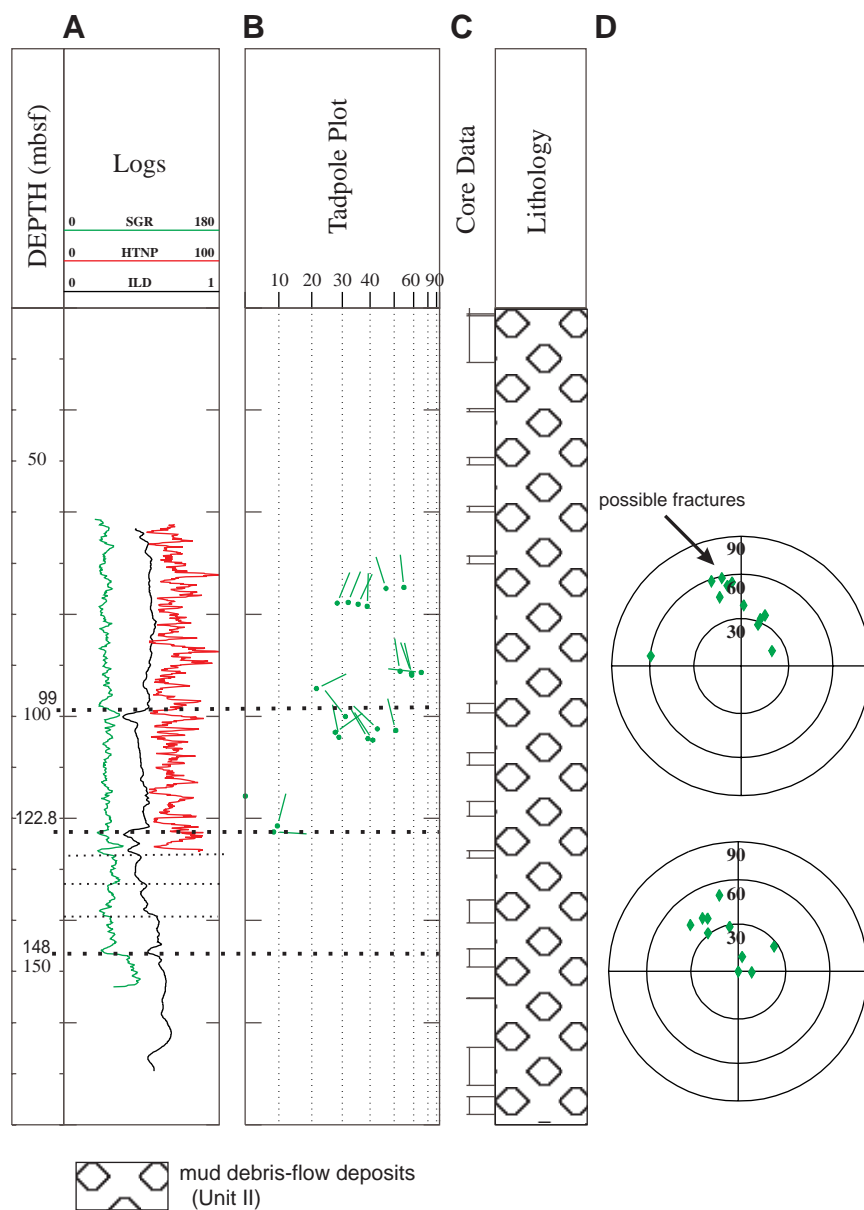 A B C D
DEPTH (mbsf)
Logs
0 SGR 180
0 HTNP 100
0 ILD 1
Tadpole Plot
10 20 30 40 60 90
Core Data
Lithology
50
99
100
122.8
148
150
possible fractures
90
60
30
90
60
30
mud debris-flow deposits
(Unit II)